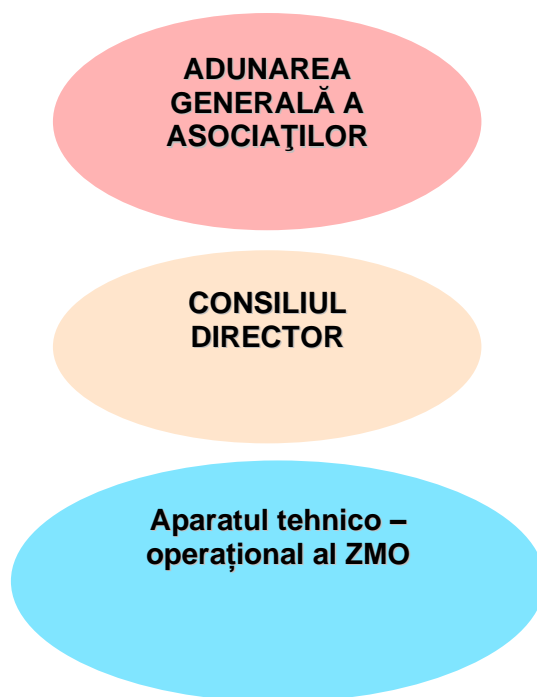 ADUNAREA
GENERALĂ A
ASOCIAŢILOR
CONSILIUL
DIRECTOR
Aparatul tehnico –
operațional al ZMO